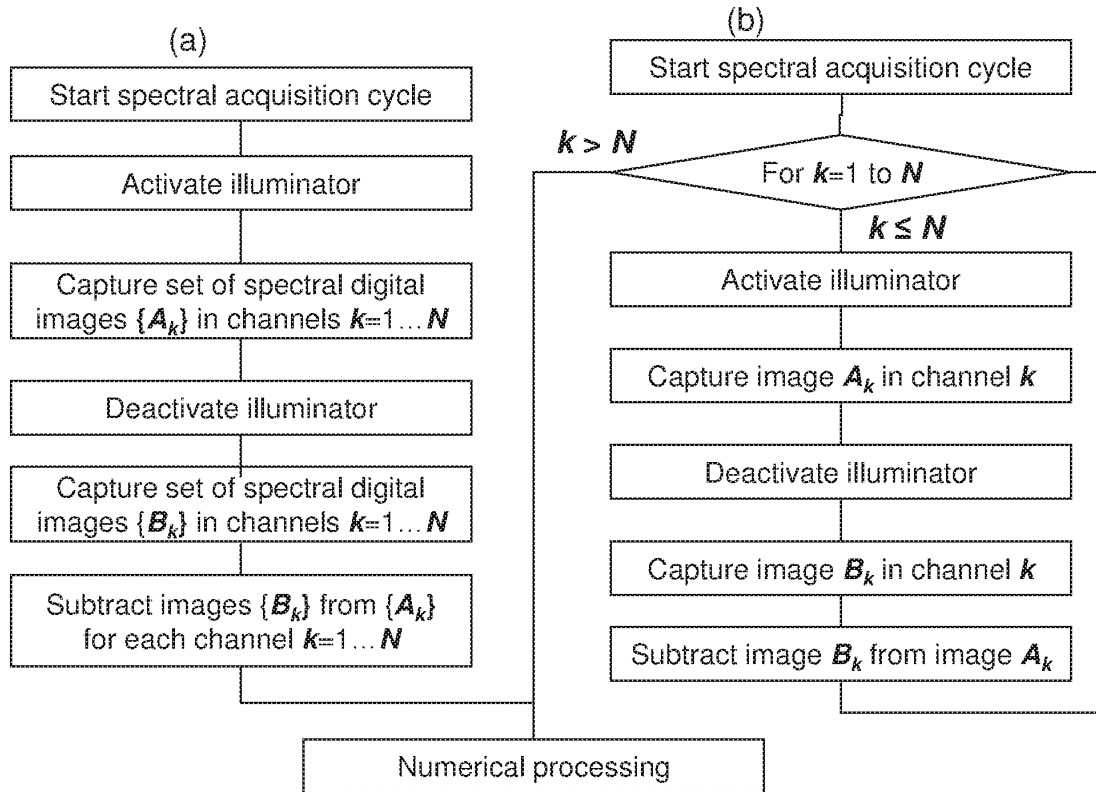 (a)
Start spectral acquisition cycle
Activate illuminator
Capture set of spectral digital
images {Aₖ} in channels k=1...N
Deactivate illuminator
Capture set of spectral digital
images {Bₖ} in channels k=1...N
Subtract images {Bₖ} from {Aₖ}
for each channel k=1...N
(b)
Start spectral acquisition cycle
k > N
For k=1 to N
k ≤ N
Activate illuminator
Capture image Aₖ in channel k
Deactivate illuminator
Capture image Bₖ in channel k
Subtract image Bₖ from image Aₖ
Numerical processing